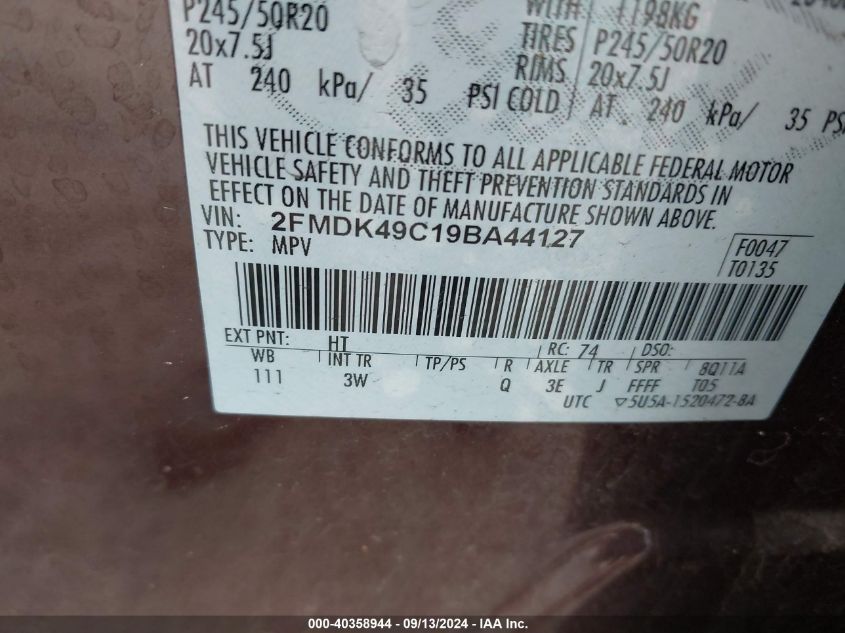 P245/50R20 WITH 1198KG
20x7.5J TIRES P245/50R20
AT 240 kPa/ 35 PSI COLD RIMS 20x7.5J
AT 240 kPa/ 35 PSI
THIS VEHICLE CONFORMS TO ALL APPLICABLE FEDERAL MOTOR
VEHICLE SAFETY AND THEFT PREVENTION STANDARDS IN
EFFECT ON THE DATE OF MANUFACTURE SHOWN ABOVE.
VIN: 2FMDK49C19BA44127
TYPE: MPV
F0047
T0135
EXT PNT: HT RC: 74 DSO:
WB INT TR TP/PS R AXLE TR SPR 8Q11A
111 3W Q 3E J FFFF T05
UTC ▽5U5A-1520472-8A
000-40358944 - 09/13/2024 - IAA Inc.